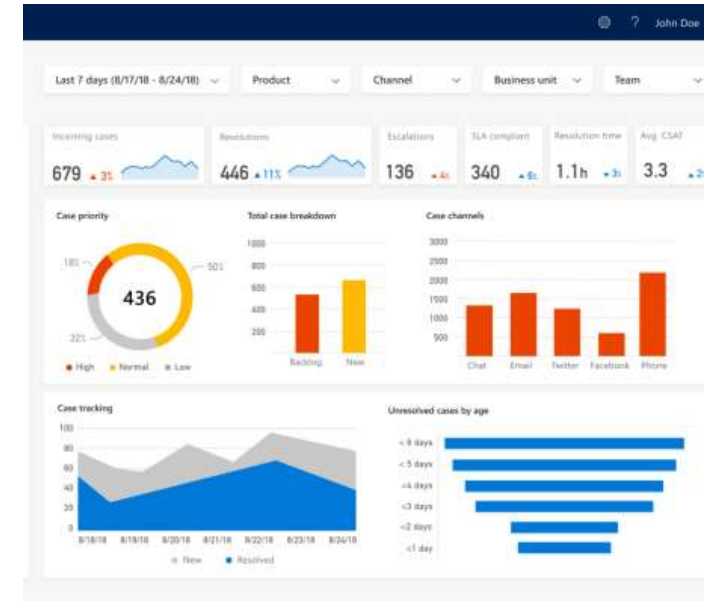 ? John Doe
Last 7 days (8/17/18 - 8/24/18) Product Channel Business unit Team
Incoming cases Resolutions Escalations SLA compliant Resolution time Avg. CSAT
679 ▲ 3% 446 ▲ 11% 136 ▲ 340 ▲ 1.1h ▼ 3.3 ▲
Case priority Total case breakdown Case channels
18%
50%
436
32%
High Normal Low
1000
800
600
400
200
Backlog New
3000
2500
2000
1500
1000
500
Chat Email Twitter Facebook Phone
Case tracking
100
80
60
40
20
0
8/18/18 8/19/18 8/20/18 8/21/18 8/22/18 8/23/18 8/24/18
New Resolved
Unresolved cases by age
< 6 days
< 5 days
<4 days
<3 days
<2 days
<1 day